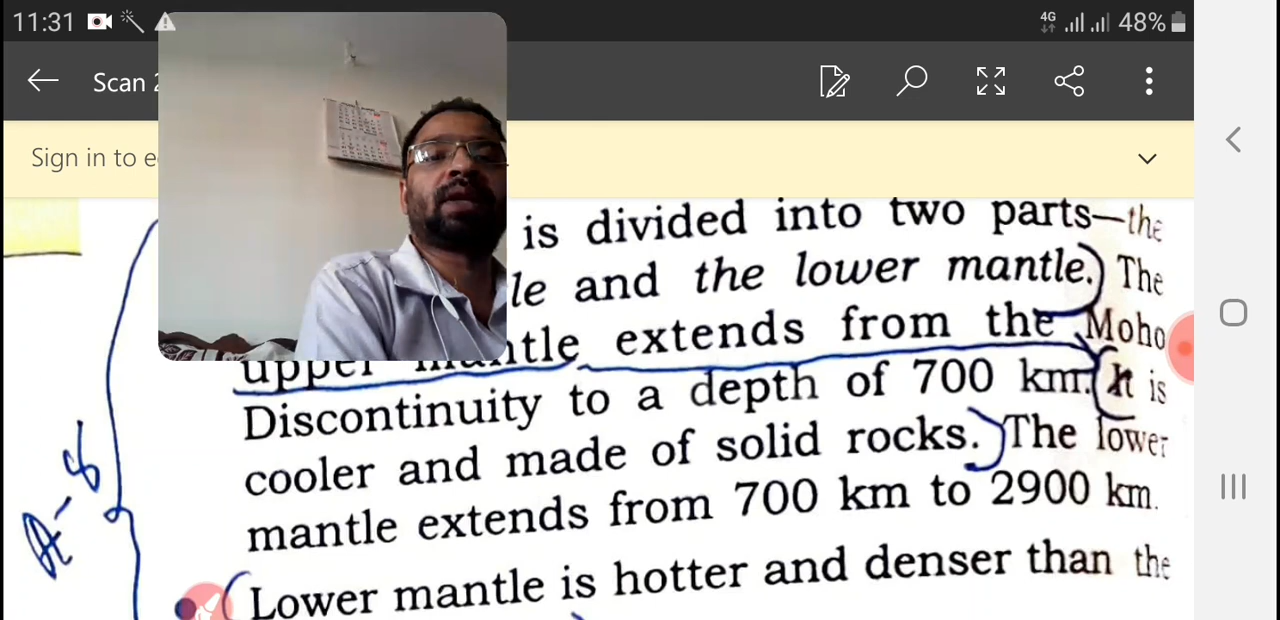 11:31 4G 48%
Scan
Sign in to e
is divided into two parts—the
le and the lower mantle. The
upper mantle extends from the Moho
Discontinuity to a depth of 700 km. It is
cooler and made of solid rocks. The lower
mantle extends from 700 km to 2900 km.
A-8
Lower mantle is hotter and denser than the